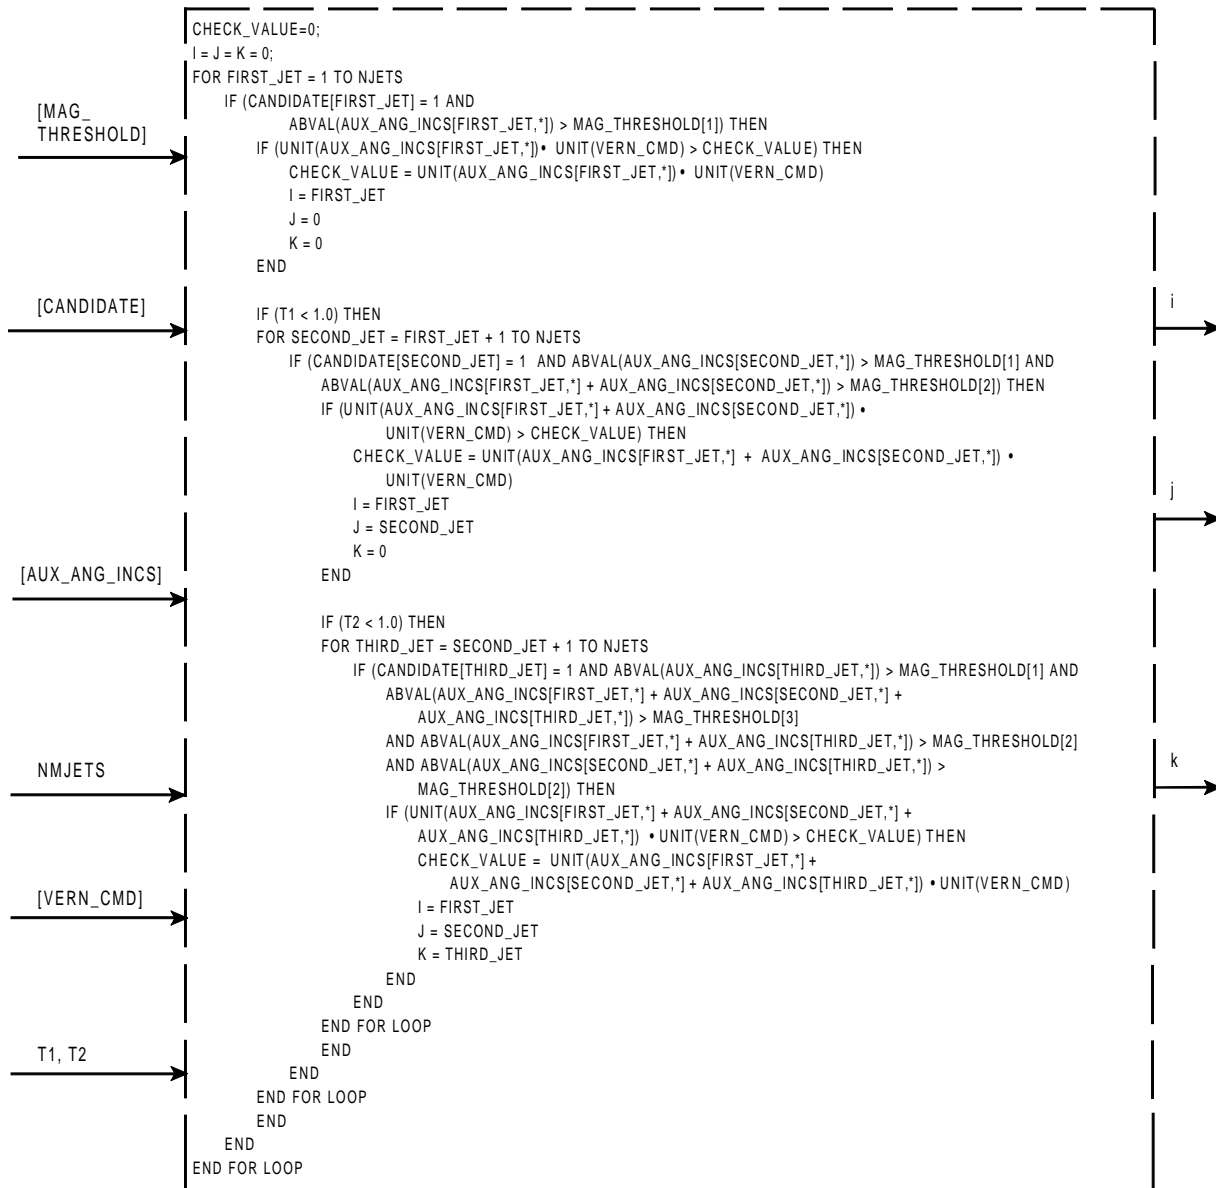 CHECK_VALUE=0;
I = J = K = 0;
FOR FIRST_JET = 1 TO NJETS
IF (CANDIDATE[FIRST_JET] = 1 AND
ABVAL(AUX_ANG_INCS[FIRST_JET,*]) > MAG_THRESHOLD[1]) THEN
IF (UNIT(AUX_ANG_INCS[FIRST_JET,*]) • UNIT(VERN_CMD) > CHECK_VALUE) THEN
CHECK_VALUE = UNIT(AUX_ANG_INCS[FIRST_JET,*]) • UNIT(VERN_CMD)
I = FIRST_JET
J = 0
K = 0
END
IF (T1 < 1.0) THEN
FOR SECOND_JET = FIRST_JET + 1 TO NJETS
IF (CANDIDATE[SECOND_JET] = 1 AND ABVAL(AUX_ANG_INCS[SECOND_JET,*]) > MAG_THRESHOLD[1] AND
ABVAL(AUX_ANG_INCS[FIRST_JET,*] + AUX_ANG_INCS[SECOND_JET,*]) > MAG_THRESHOLD[2]) THEN
IF (UNIT(AUX_ANG_INCS[FIRST_JET,*] + AUX_ANG_INCS[SECOND_JET,*]) •
UNIT(VERN_CMD) > CHECK_VALUE) THEN
CHECK_VALUE = UNIT(AUX_ANG_INCS[FIRST_JET,*] + AUX_ANG_INCS[SECOND_JET,*]) •
UNIT(VERN_CMD)
I = FIRST_JET
J = SECOND_JET
K = 0
END
IF (T2 < 1.0) THEN
FOR THIRD_JET = SECOND_JET + 1 TO NJETS
IF (CANDIDATE[THIRD_JET] = 1 AND ABVAL(AUX_ANG_INCS[THIRD_JET,*]) > MAG_THRESHOLD[1] AND
ABVAL(AUX_ANG_INCS[FIRST_JET,*] + AUX_ANG_INCS[SECOND_JET,*] +
AUX_ANG_INCS[THIRD_JET,*]) > MAG_THRESHOLD[3]
AND ABVAL(AUX_ANG_INCS[FIRST_JET,*] + AUX_ANG_INCS[THIRD_JET,*]) > MAG_THRESHOLD[2]
AND ABVAL(AUX_ANG_INCS[SECOND_JET,*] + AUX_ANG_INCS[THIRD_JET,*]) >
MAG_THRESHOLD[2]) THEN
IF (UNIT(AUX_ANG_INCS[FIRST_JET,*] + AUX_ANG_INCS[SECOND_JET,*] +
AUX_ANG_INCS[THIRD_JET,*]) • UNIT(VERN_CMD) > CHECK_VALUE) THEN
CHECK_VALUE = UNIT(AUX_ANG_INCS[FIRST_JET,*] +
AUX_ANG_INCS[SECOND_JET,*] + AUX_ANG_INCS[THIRD_JET,*]) • UNIT(VERN_CMD)
I = FIRST_JET
J = SECOND_JET
K = THIRD_JET
END
END
END FOR LOOP
END
END
END FOR LOOP
END
END
END FOR LOOP
[MAG_
THRESHOLD]
[CANDIDATE]
[AUX_ANG_INCS]
NMJETS
[VERN_CMD]
T1, T2
i
j
k